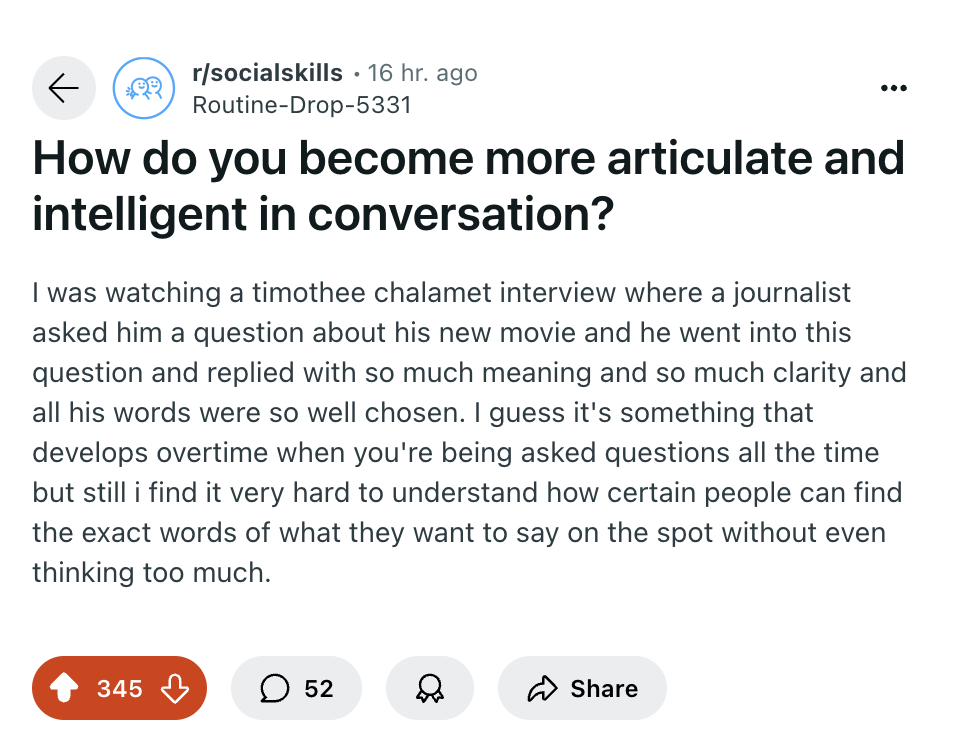 r/socialskills • 16 hr. ago
Routine-Drop-5331
How do you become more articulate and
intelligent in conversation?
I was watching a timothee chalamet interview where a journalist
asked him a question about his new movie and he went into this
question and replied with so much meaning and so much clarity and
all his words were so well chosen. I guess it's something that
develops overtime when you're being asked questions all the time
but still i find it very hard to understand how certain people can find
the exact words of what they want to say on the spot without even
thinking too much.
345 52 Share